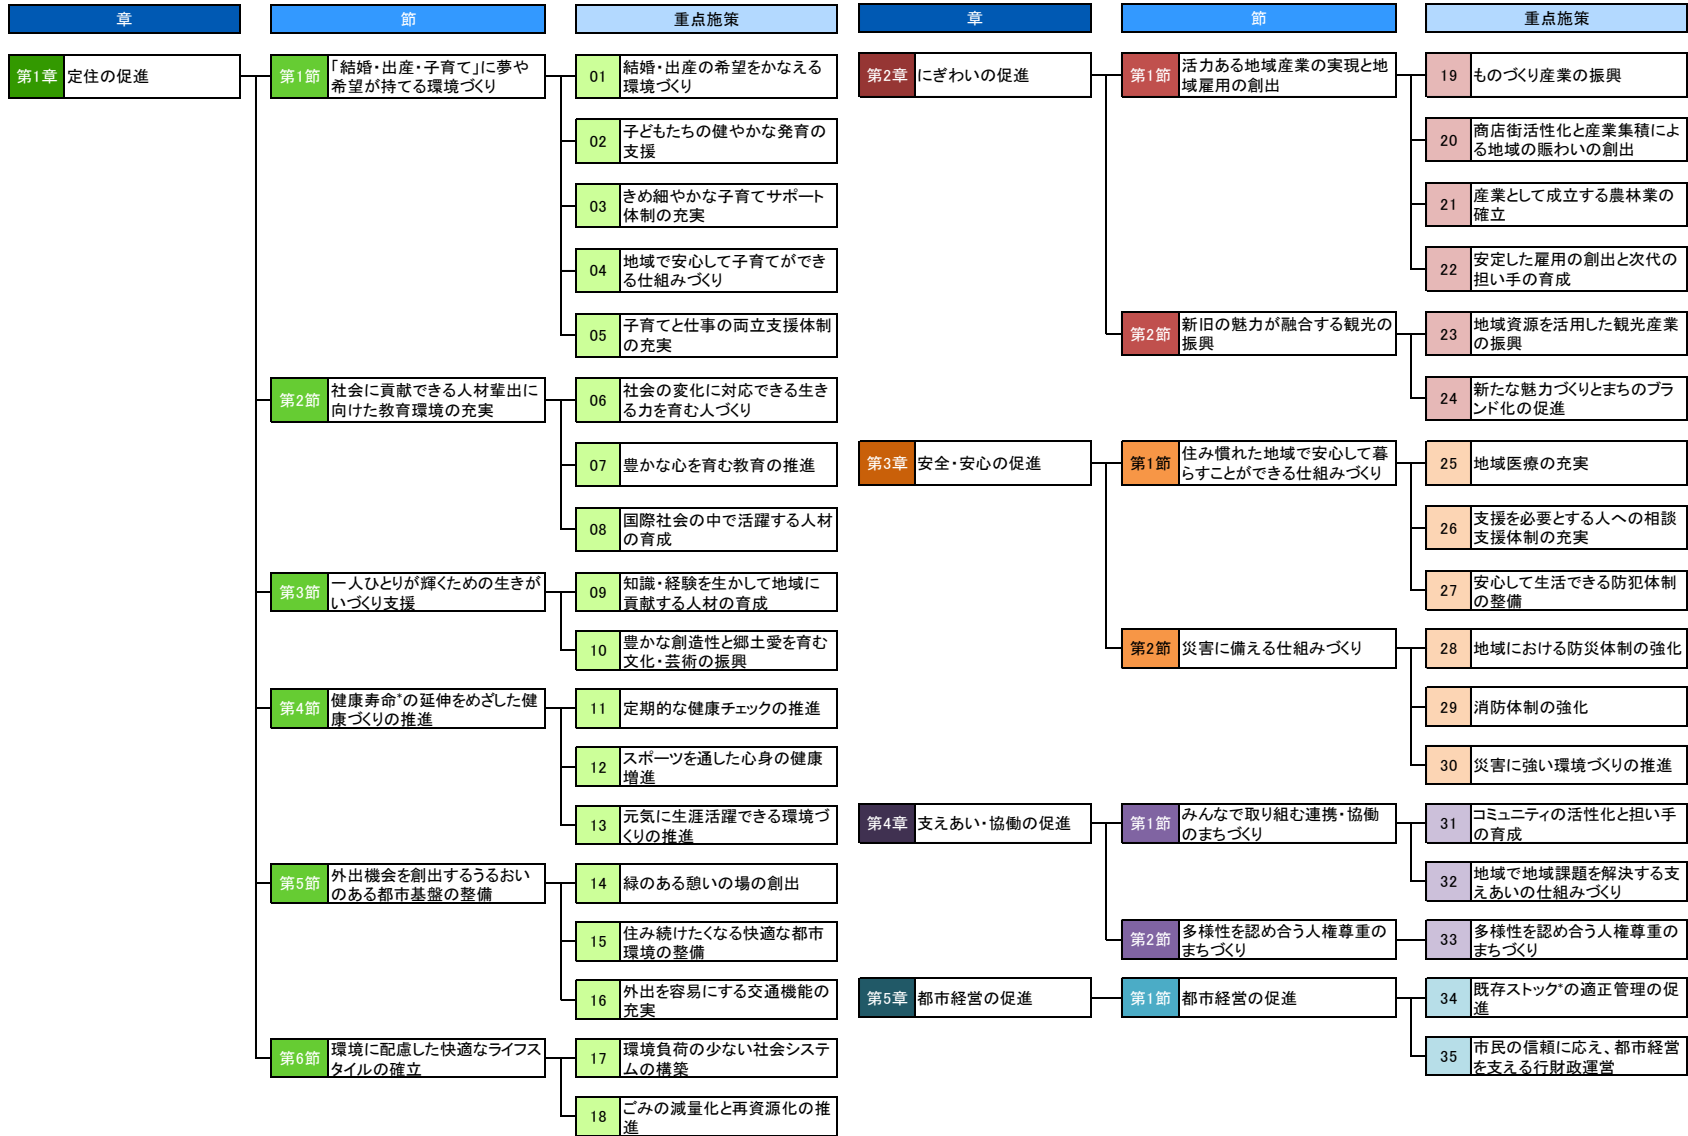 章
節
重点施策
第1章
定住の促進
第1節
「結婚・出産・子育て」に夢や
希望が持てる環境づくり
01
結婚・出産の希望をかなえる
環境づくり
02
子どもたちの健やかな発育の
支援
03
きめ細やかな子育てサポート
体制の充実
04
地域で安心して子育てができ
る仕組みづくり
05
子育てと仕事の両立支援体制
の充実
第2節
社会に貢献できる人材輩出に
向けた教育環境の充実
06
社会の変化に対応できる生き
る力を育む人づくり
07
豊かな心を育む教育の推進
08
国際社会の中で活躍する人材
の育成
第3節
一人ひとりが輝くための生きが
いづくり支援
09
知識・経験を生かして地域に
貢献する人材の育成
10
豊かな創造性と郷土愛を育む
文化・芸術の振興
第4節
健康寿命*の延伸をめざした健
康づくりの推進
11
定期的な健康チェックの推進
12
スポーツを通した心身の健康
増進
13
元気に生涯活躍できる環境づ
くりの推進
第5節
外出機会を創出するうるおい
のある都市基盤の整備
14
緑のある憩いの場の創出
15
住み続けたくなる快適な都市
環境の整備
16
外出を容易にする交通機能の
充実
第6節
環境に配慮した快適なライフス
タイルの確立
17
環境負荷の少ない社会システ
ムの構築
18
ごみの減量化と再資源化の推
進
章
節
重点施策
第2章
にぎわいの促進
第1節
活力ある地域産業の実現と地
域雇用の創出
19
ものづくり産業の振興
20
商店街活性化と産業集積によ
る地域の賑わいの創出
21
産業として成立する農林業の
確立
22
安定した雇用の創出と次代の
担い手の育成
第2節
新旧の魅力が融合する観光の
振興
23
地域資源を活用した観光産業
の振興
24
新たな魅力づくりとまちのブラ
ンド化の促進
第3章
安全・安心の促進
第1節
住み慣れた地域で安心して暮
らすことができる仕組みづくり
25
地域医療の充実
26
支援を必要とする人への相談
支援体制の充実
27
安心して生活できる防犯体制
の整備
第2節
災害に備える仕組みづくり
28
地域における防災体制の強化
29
消防体制の強化
30
災害に強い環境づくりの推進
第4章
支えあい・協働の促進
第1節
みんなで取り組む連携・協働
のまちづくり
31
コミュニティの活性化と担い手
の育成
32
地域で地域課題を解決する支
えあいの仕組みづくり
第2節
多様性を認め合う人権尊重の
まちづくり
33
多様性を認め合う人権尊重の
まちづくり
第5章
都市経営の促進
第1節
都市経営の促進
34
既存ストック*の適正管理の促
進
35
市民の信頼に応え、都市経営
を支える行財政運営